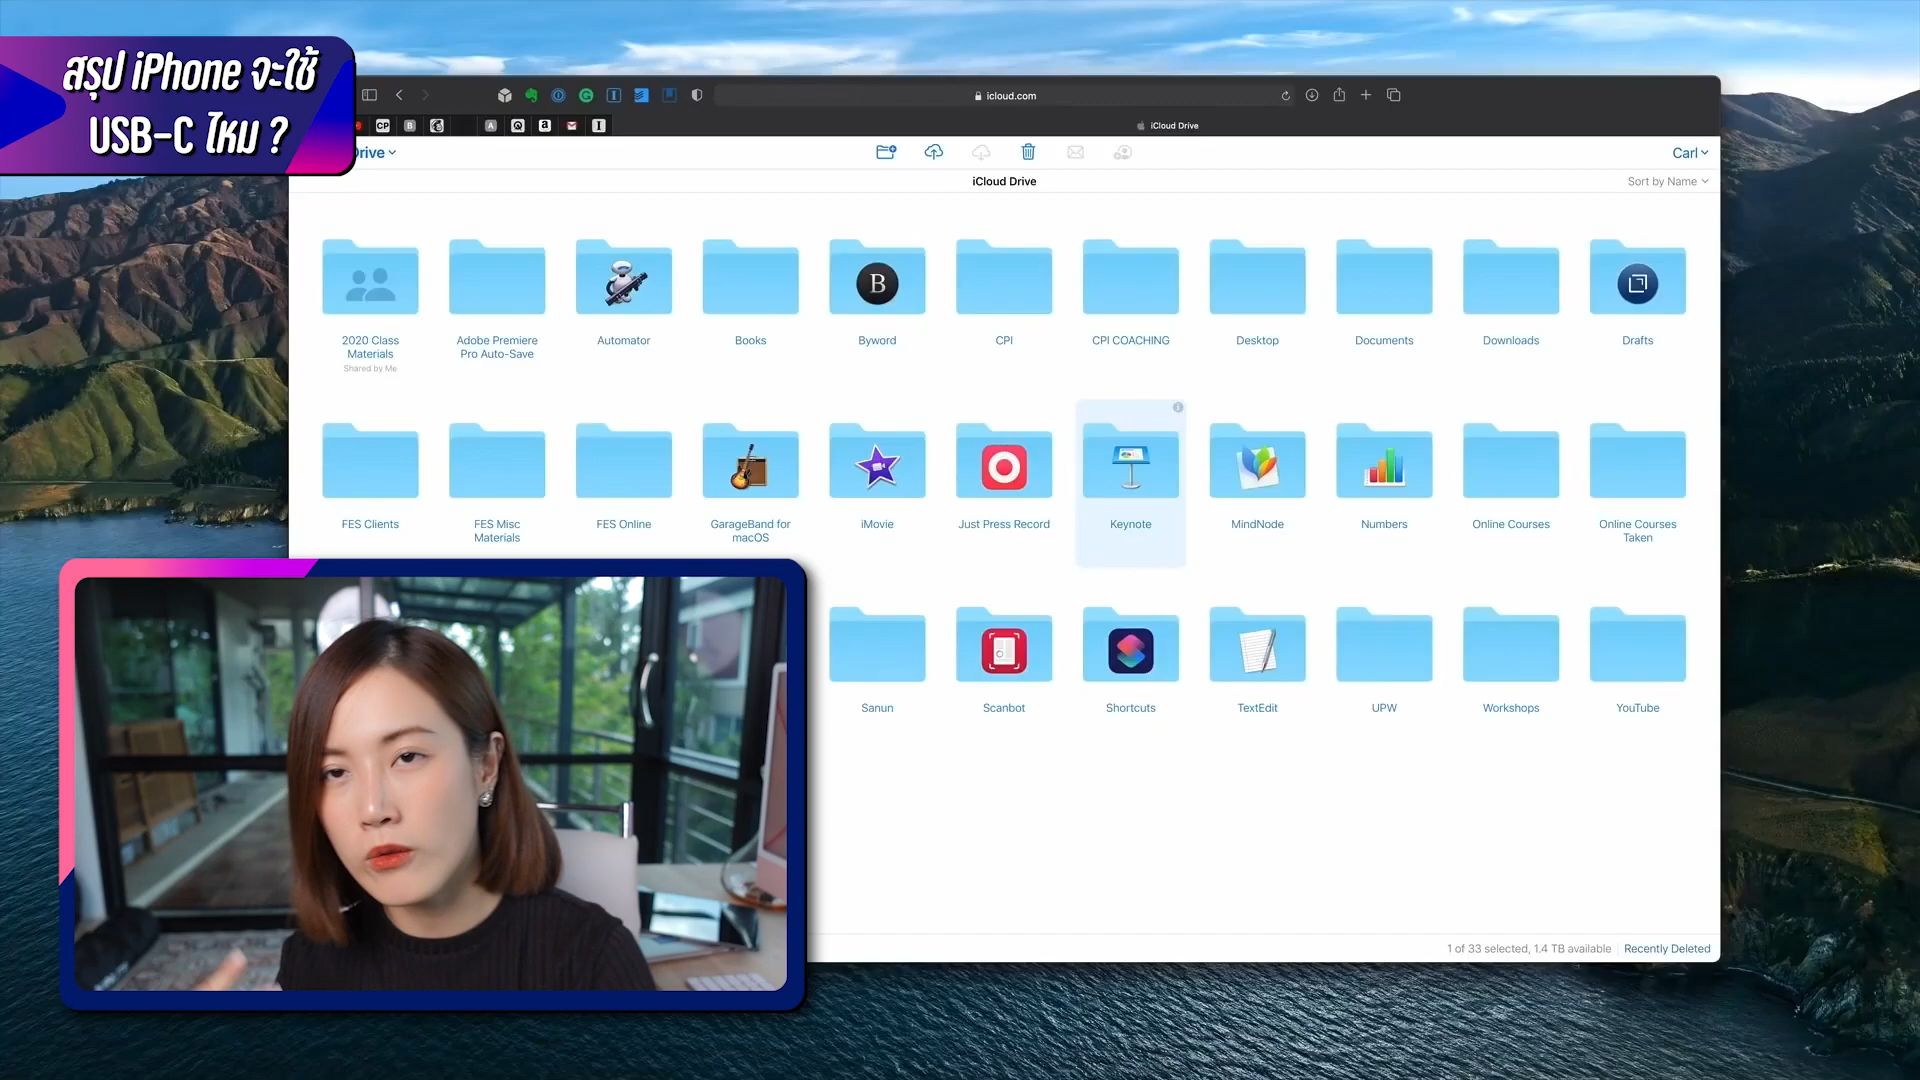 สรุป iPhone จะใช้
USB-C ไหม ?
icloud.com
CP
B
A
a
I
iCloud Drive
Drive
Carl
iCloud Drive
Sort by Name
B
2020 Class
Materials
Shared by Me
Adobe Premiere
Pro Auto-Save
Automator
Books
Byword
CPI
CPI COACHING
Desktop
Documents
Downloads
Drafts
FES Clients
FES Misc
Materials
FES Online
GarageBand for
macOS
iMovie
Just Press Record
Keynote
MindNode
Numbers
Online Courses
Online Courses
Taken
Sanun
Scanbot
Shortcuts
TextEdit
UPW
Workshops
YouTube
1 of 33 selected, 1.4 TB available
Recently Deleted